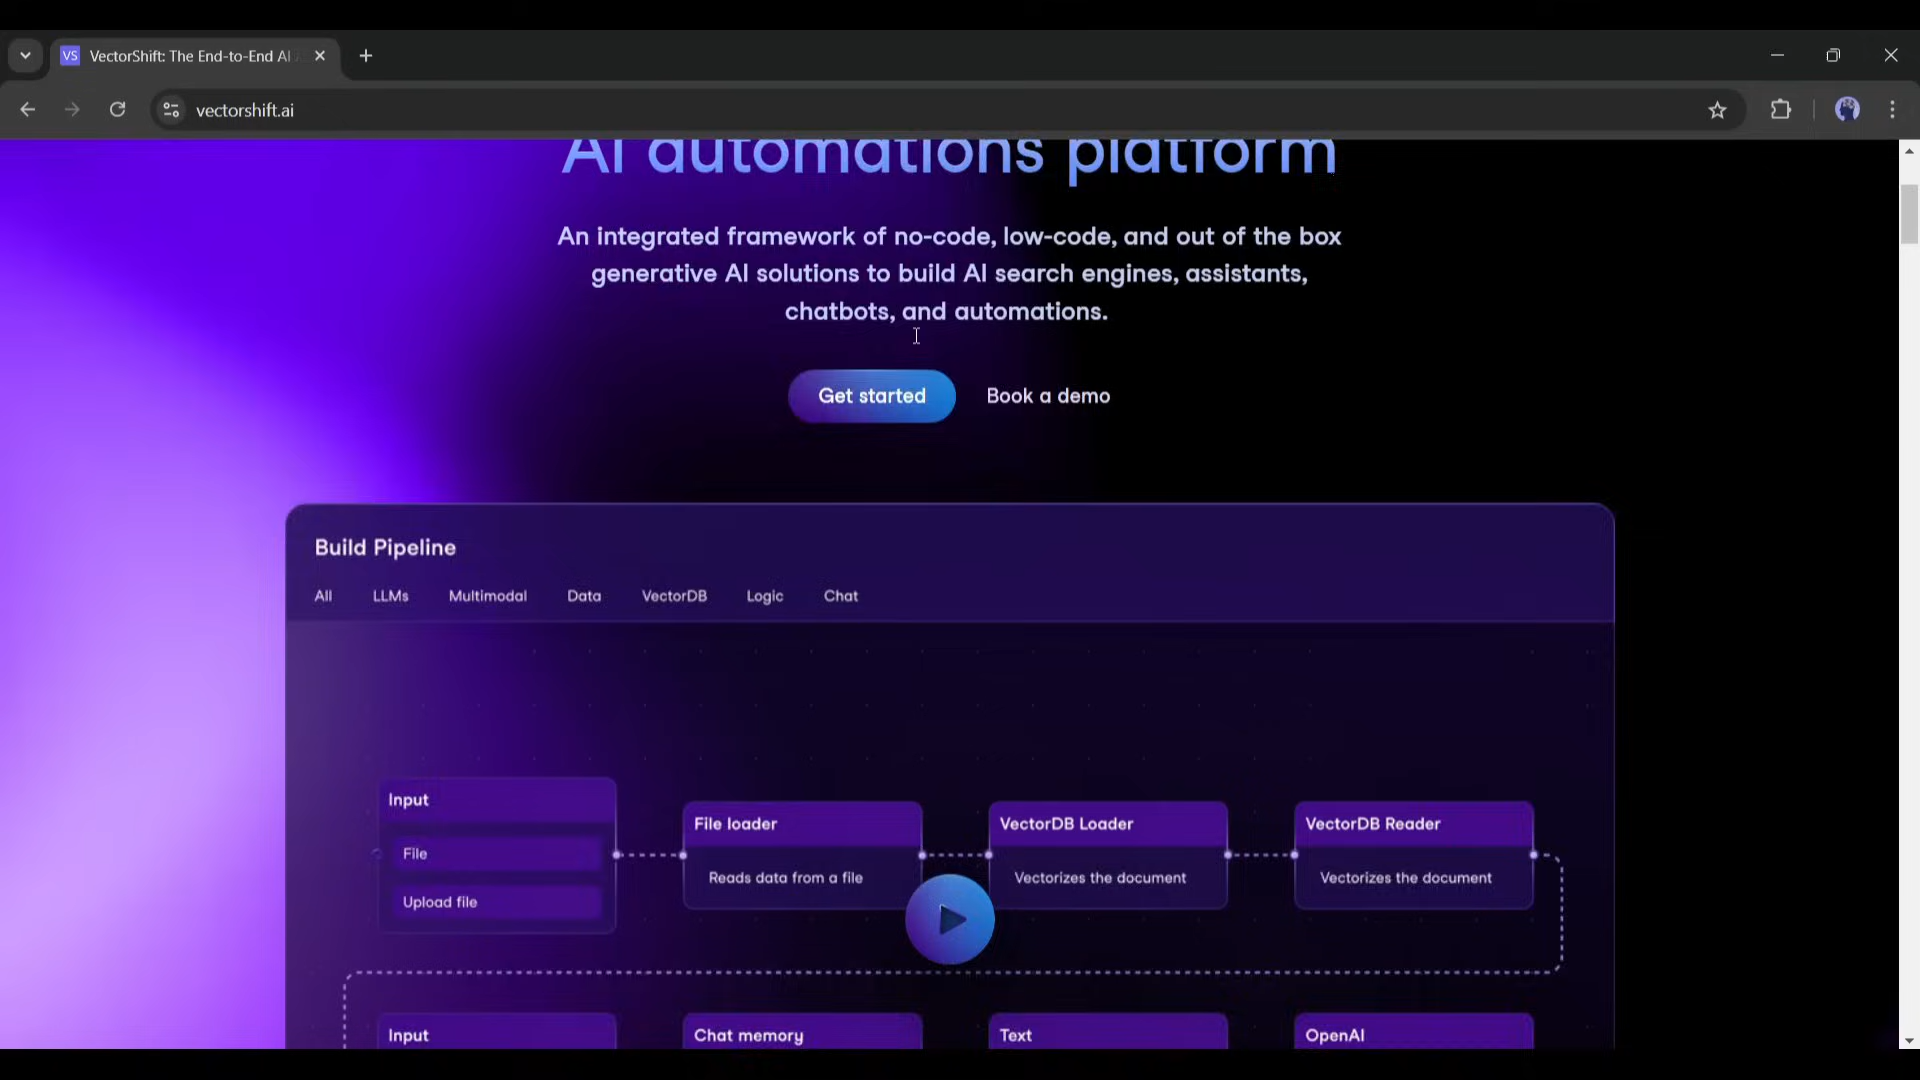 VS VectorShift: The End-to-End AI
vectorshift.ai
AI automations platform
An integrated framework of no-code, low-code, and out of the box
generative AI solutions to build AI search engines, assistants,
chatbots, and automations.
Get started Book a demo
Build Pipeline
All LLMs Multimodal Data VectorDB Logic Chat
Input
File
Upload file
File loader
Reads data from a file
VectorDB Loader
Vectorizes the document
VectorDB Reader
Vectorizes the document
Input Chat memory Text OpenAI